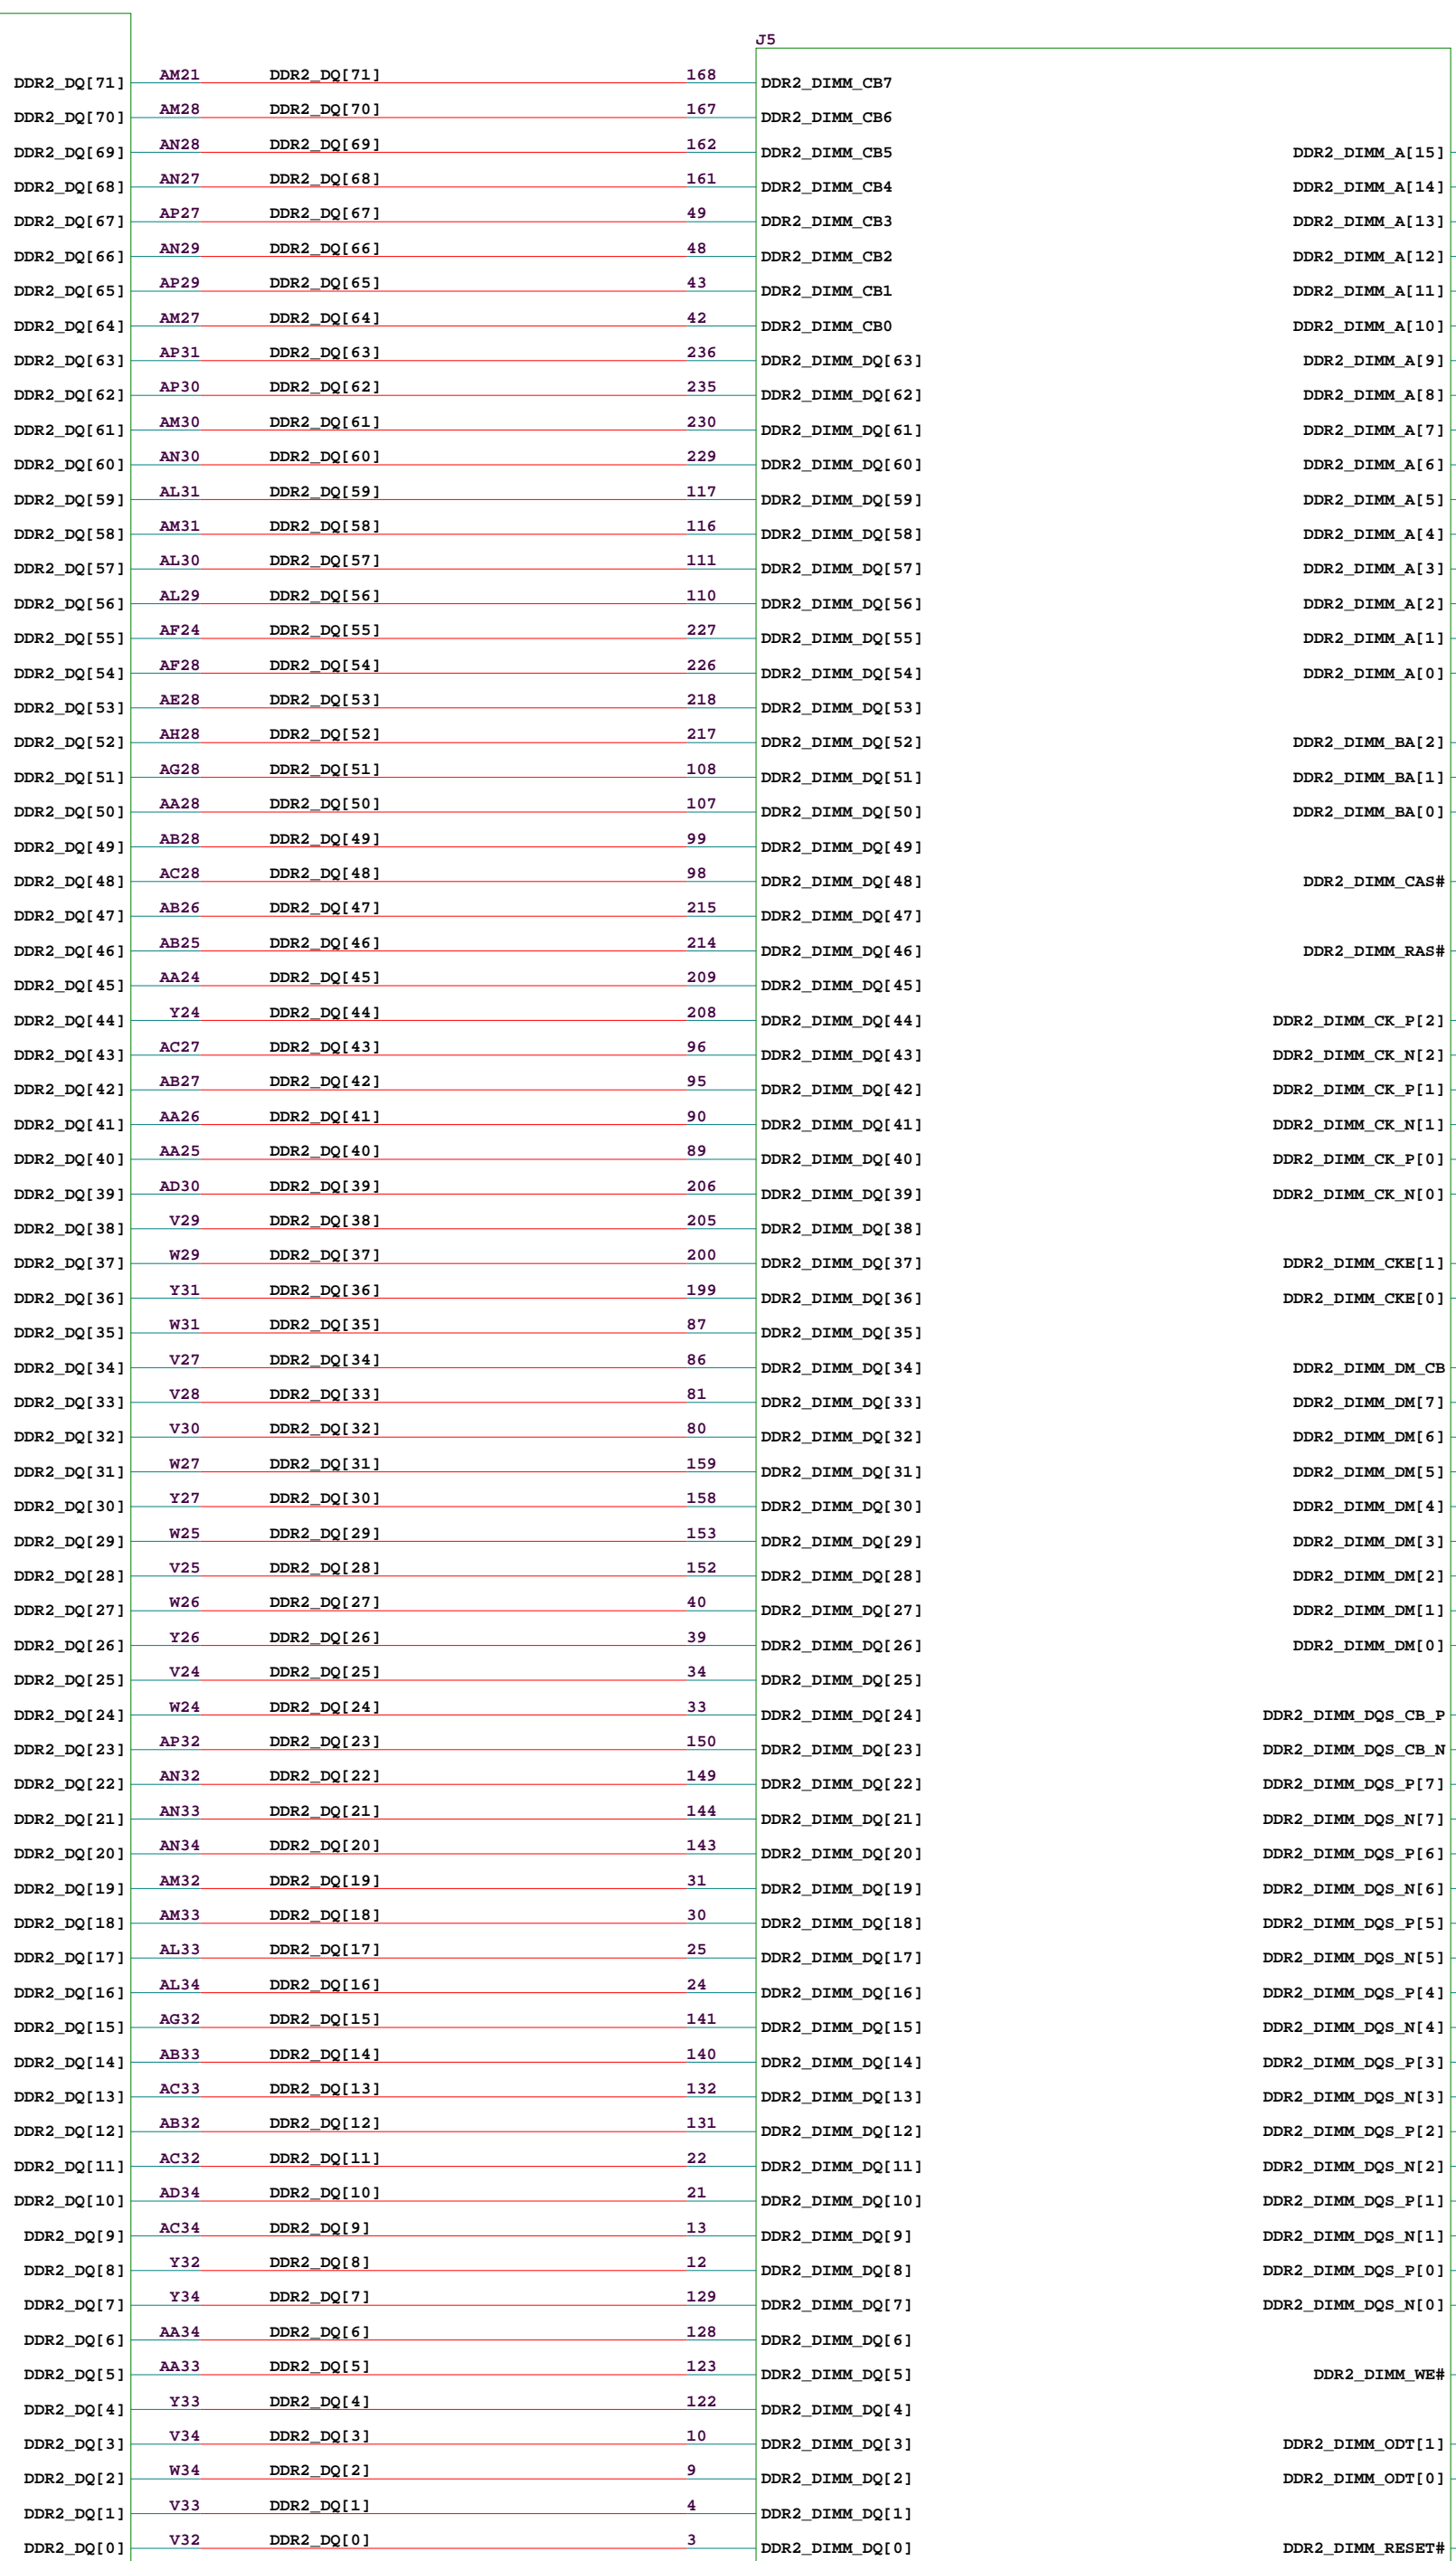 J5
DDR2_DQ[71] AM21 DDR2_DQ[71] 168 DDR2_DIMM_CB7
DDR2_DQ[70] AM28 DDR2_DQ[70] 167 DDR2_DIMM_CB6
DDR2_DQ[69] AN28 DDR2_DQ[69] 162 DDR2_DIMM_CB5 DDR2_DIMM_A[15]
DDR2_DQ[68] AN27 DDR2_DQ[68] 161 DDR2_DIMM_CB4 DDR2_DIMM_A[14]
DDR2_DQ[67] AP27 DDR2_DQ[67] 49 DDR2_DIMM_CB3 DDR2_DIMM_A[13]
DDR2_DQ[66] AN29 DDR2_DQ[66] 48 DDR2_DIMM_CB2 DDR2_DIMM_A[12]
DDR2_DQ[65] AP29 DDR2_DQ[65] 43 DDR2_DIMM_CB1 DDR2_DIMM_A[11]
DDR2_DQ[64] AM27 DDR2_DQ[64] 42 DDR2_DIMM_CB0 DDR2_DIMM_A[10]
DDR2_DQ[63] AP31 DDR2_DQ[63] 236 DDR2_DIMM_DQ[63] DDR2_DIMM_A[9]
DDR2_DQ[62] AP30 DDR2_DQ[62] 235 DDR2_DIMM_DQ[62] DDR2_DIMM_A[8]
DDR2_DQ[61] AM30 DDR2_DQ[61] 230 DDR2_DIMM_DQ[61] DDR2_DIMM_A[7]
DDR2_DQ[60] AN30 DDR2_DQ[60] 229 DDR2_DIMM_DQ[60] DDR2_DIMM_A[6]
DDR2_DQ[59] AL31 DDR2_DQ[59] 117 DDR2_DIMM_DQ[59] DDR2_DIMM_A[5]
DDR2_DQ[58] AM31 DDR2_DQ[58] 116 DDR2_DIMM_DQ[58] DDR2_DIMM_A[4]
DDR2_DQ[57] AL30 DDR2_DQ[57] 111 DDR2_DIMM_DQ[57] DDR2_DIMM_A[3]
DDR2_DQ[56] AL29 DDR2_DQ[56] 110 DDR2_DIMM_DQ[56] DDR2_DIMM_A[2]
DDR2_DQ[55] AF24 DDR2_DQ[55] 227 DDR2_DIMM_DQ[55] DDR2_DIMM_A[1]
DDR2_DQ[54] AF28 DDR2_DQ[54] 226 DDR2_DIMM_DQ[54] DDR2_DIMM_A[0]
DDR2_DQ[53] AE28 DDR2_DQ[53] 218 DDR2_DIMM_DQ[53]
DDR2_DQ[52] AH28 DDR2_DQ[52] 217 DDR2_DIMM_DQ[52] DDR2_DIMM_BA[2]
DDR2_DQ[51] AG28 DDR2_DQ[51] 108 DDR2_DIMM_DQ[51] DDR2_DIMM_BA[1]
DDR2_DQ[50] AA28 DDR2_DQ[50] 107 DDR2_DIMM_DQ[50] DDR2_DIMM_BA[0]
DDR2_DQ[49] AB28 DDR2_DQ[49] 99 DDR2_DIMM_DQ[49]
DDR2_DQ[48] AC28 DDR2_DQ[48] 98 DDR2_DIMM_DQ[48] DDR2_DIMM_CAS#
DDR2_DQ[47] AB26 DDR2_DQ[47] 215 DDR2_DIMM_DQ[47]
DDR2_DQ[46] AB25 DDR2_DQ[46] 214 DDR2_DIMM_DQ[46] DDR2_DIMM_RAS#
DDR2_DQ[45] AA24 DDR2_DQ[45] 209 DDR2_DIMM_DQ[45]
DDR2_DQ[44] Y24 DDR2_DQ[44] 208 DDR2_DIMM_DQ[44] DDR2_DIMM_CK_P[2]
DDR2_DQ[43] AC27 DDR2_DQ[43] 96 DDR2_DIMM_DQ[43] DDR2_DIMM_CK_N[2]
DDR2_DQ[42] AB27 DDR2_DQ[42] 95 DDR2_DIMM_DQ[42] DDR2_DIMM_CK_P[1]
DDR2_DQ[41] AA26 DDR2_DQ[41] 90 DDR2_DIMM_DQ[41] DDR2_DIMM_CK_N[1]
DDR2_DQ[40] AA25 DDR2_DQ[40] 89 DDR2_DIMM_DQ[40] DDR2_DIMM_CK_P[0]
DDR2_DQ[39] AD30 DDR2_DQ[39] 206 DDR2_DIMM_DQ[39] DDR2_DIMM_CK_N[0]
DDR2_DQ[38] V29 DDR2_DQ[38] 205 DDR2_DIMM_DQ[38]
DDR2_DQ[37] W29 DDR2_DQ[37] 200 DDR2_DIMM_DQ[37] DDR2_DIMM_CKE[1]
DDR2_DQ[36] Y31 DDR2_DQ[36] 199 DDR2_DIMM_DQ[36] DDR2_DIMM_CKE[0]
DDR2_DQ[35] W31 DDR2_DQ[35] 87 DDR2_DIMM_DQ[35]
DDR2_DQ[34] V27 DDR2_DQ[34] 86 DDR2_DIMM_DQ[34] DDR2_DIMM_DM_CB
DDR2_DQ[33] V28 DDR2_DQ[33] 81 DDR2_DIMM_DQ[33] DDR2_DIMM_DM[7]
DDR2_DQ[32] V30 DDR2_DQ[32] 80 DDR2_DIMM_DQ[32] DDR2_DIMM_DM[6]
DDR2_DQ[31] W27 DDR2_DQ[31] 159 DDR2_DIMM_DQ[31] DDR2_DIMM_DM[5]
DDR2_DQ[30] Y27 DDR2_DQ[30] 158 DDR2_DIMM_DQ[30] DDR2_DIMM_DM[4]
DDR2_DQ[29] W25 DDR2_DQ[29] 153 DDR2_DIMM_DQ[29] DDR2_DIMM_DM[3]
DDR2_DQ[28] V25 DDR2_DQ[28] 152 DDR2_DIMM_DQ[28] DDR2_DIMM_DM[2]
DDR2_DQ[27] W26 DDR2_DQ[27] 40 DDR2_DIMM_DQ[27] DDR2_DIMM_DM[1]
DDR2_DQ[26] Y26 DDR2_DQ[26] 39 DDR2_DIMM_DQ[26] DDR2_DIMM_DM[0]
DDR2_DQ[25] V24 DDR2_DQ[25] 34 DDR2_DIMM_DQ[25]
DDR2_DQ[24] W24 DDR2_DQ[24] 33 DDR2_DIMM_DQ[24] DDR2_DIMM_DQS_CB_P
DDR2_DQ[23] AP32 DDR2_DQ[23] 150 DDR2_DIMM_DQ[23] DDR2_DIMM_DQS_CB_N
DDR2_DQ[22] AN32 DDR2_DQ[22] 149 DDR2_DIMM_DQ[22] DDR2_DIMM_DQS_P[7]
DDR2_DQ[21] AN33 DDR2_DQ[21] 144 DDR2_DIMM_DQ[21] DDR2_DIMM_DQS_N[7]
DDR2_DQ[20] AN34 DDR2_DQ[20] 143 DDR2_DIMM_DQ[20] DDR2_DIMM_DQS_P[6]
DDR2_DQ[19] AM32 DDR2_DQ[19] 31 DDR2_DIMM_DQ[19] DDR2_DIMM_DQS_N[6]
DDR2_DQ[18] AM33 DDR2_DQ[18] 30 DDR2_DIMM_DQ[18] DDR2_DIMM_DQS_P[5]
DDR2_DQ[17] AL33 DDR2_DQ[17] 25 DDR2_DIMM_DQ[17] DDR2_DIMM_DQS_N[5]
DDR2_DQ[16] AL34 DDR2_DQ[16] 24 DDR2_DIMM_DQ[16] DDR2_DIMM_DQS_P[4]
DDR2_DQ[15] AG32 DDR2_DQ[15] 141 DDR2_DIMM_DQ[15] DDR2_DIMM_DQS_N[4]
DDR2_DQ[14] AB33 DDR2_DQ[14] 140 DDR2_DIMM_DQ[14] DDR2_DIMM_DQS_P[3]
DDR2_DQ[13] AC33 DDR2_DQ[13] 132 DDR2_DIMM_DQ[13] DDR2_DIMM_DQS_N[3]
DDR2_DQ[12] AB32 DDR2_DQ[12] 131 DDR2_DIMM_DQ[12] DDR2_DIMM_DQS_P[2]
DDR2_DQ[11] AC32 DDR2_DQ[11] 22 DDR2_DIMM_DQ[11] DDR2_DIMM_DQS_N[2]
DDR2_DQ[10] AD34 DDR2_DQ[10] 21 DDR2_DIMM_DQ[10] DDR2_DIMM_DQS_P[1]
DDR2_DQ[9] AC34 DDR2_DQ[9] 13 DDR2_DIMM_DQ[9] DDR2_DIMM_DQS_N[1]
DDR2_DQ[8] Y32 DDR2_DQ[8] 12 DDR2_DIMM_DQ[8] DDR2_DIMM_DQS_P[0]
DDR2_DQ[7] Y34 DDR2_DQ[7] 129 DDR2_DIMM_DQ[7] DDR2_DIMM_DQS_N[0]
DDR2_DQ[6] AA34 DDR2_DQ[6] 128 DDR2_DIMM_DQ[6]
DDR2_DQ[5] AA33 DDR2_DQ[5] 123 DDR2_DIMM_DQ[5] DDR2_DIMM_WE#
DDR2_DQ[4] Y33 DDR2_DQ[4] 122 DDR2_DIMM_DQ[4]
DDR2_DQ[3] V34 DDR2_DQ[3] 10 DDR2_DIMM_DQ[3] DDR2_DIMM_ODT[1]
DDR2_DQ[2] W34 DDR2_DQ[2] 9 DDR2_DIMM_DQ[2] DDR2_DIMM_ODT[0]
DDR2_DQ[1] V33 DDR2_DQ[1] 4 DDR2_DIMM_DQ[1]
DDR2_DQ[0] V32 DDR2_DQ[0] 3 DDR2_DIMM_DQ[0] DDR2_DIMM_RESET#